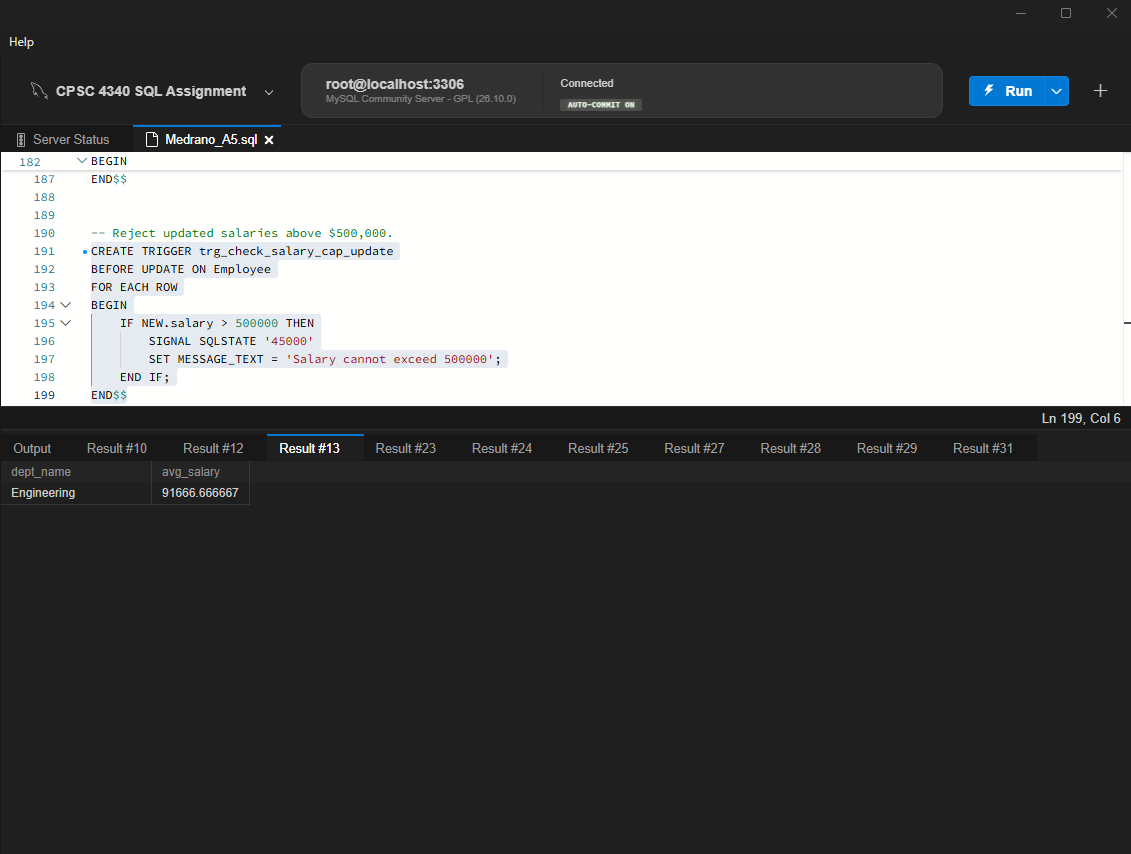 Help
CPSC 4340 SQL Assignment
root@localhost:3306
MySQL Community Server - GPL (26.10.0)
Connected
AUTO-COMMIT ON
Run
Server Status
Medrano_A5.sql
182 BEGIN
187 END$$
188
189
190 -- Reject updated salaries above $500,000.
191 CREATE TRIGGER trg_check_salary_cap_update
192 BEFORE UPDATE ON Employee
193 FOR EACH ROW
194 BEGIN
195 IF NEW.salary > 500000 THEN
196 SIGNAL SQLSTATE '45000'
197 SET MESSAGE_TEXT = 'Salary cannot exceed 500000';
198 END IF;
199 END$$
Ln 199, Col 6
Output Result #10 Result #12 Result #13 Result #23 Result #24 Result #25 Result #27 Result #28 Result #29 Result #31
dept_name avg_salary
Engineering 91666.666667